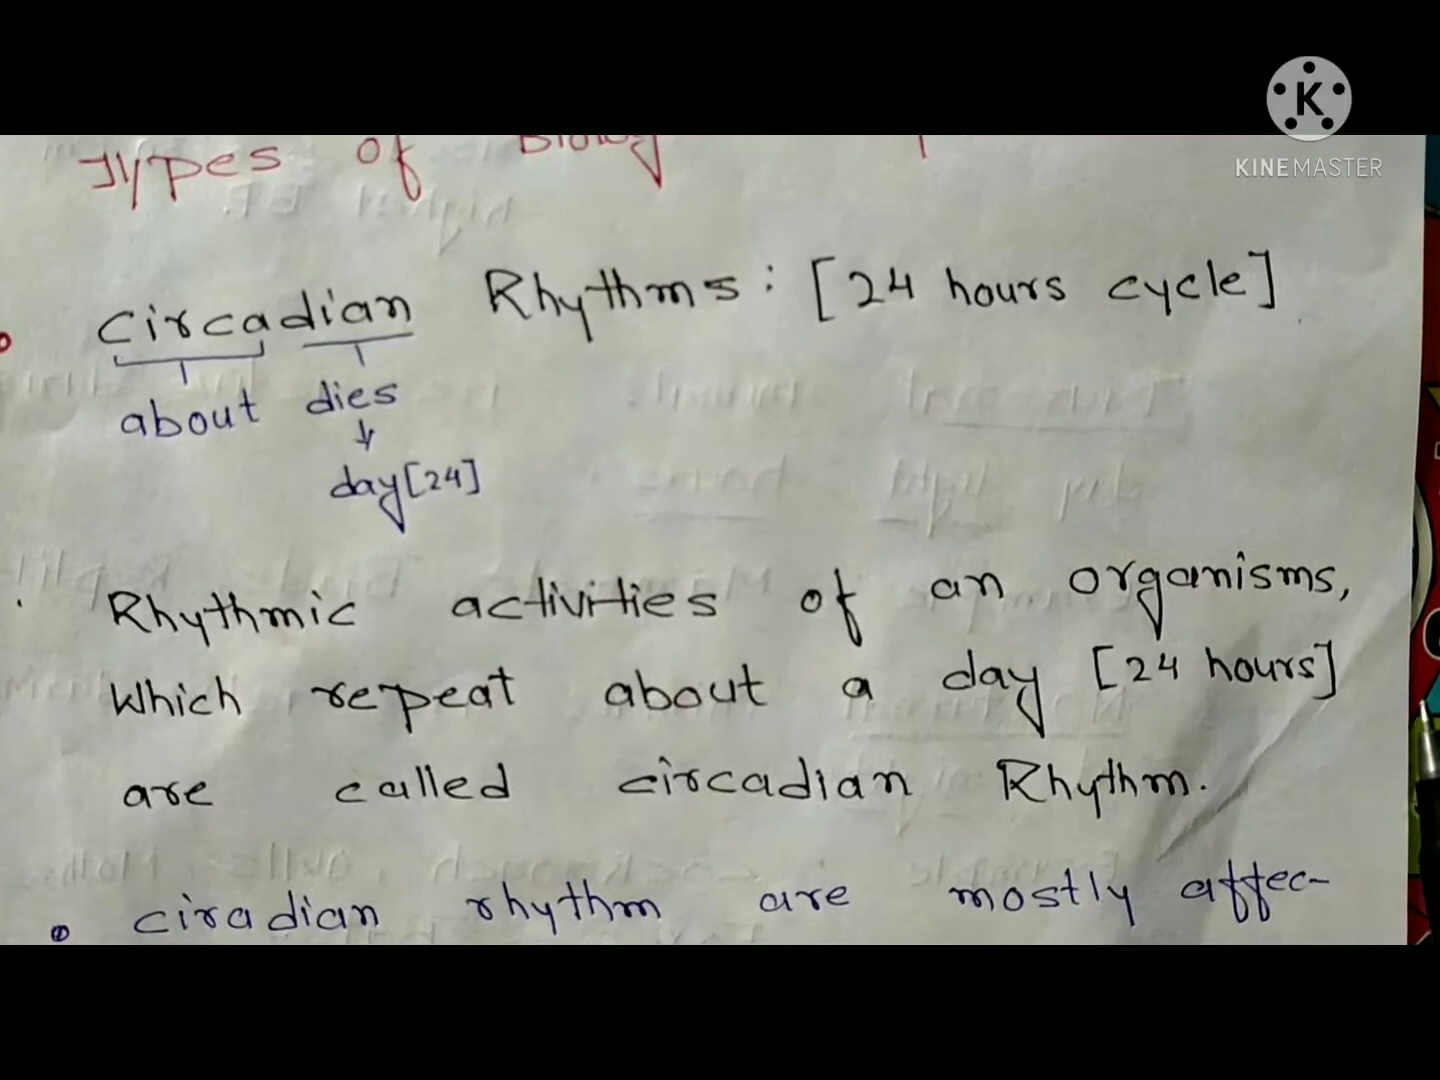 K
KINEMASTER
Types of
Circadian Rhythms: [24 hours cycle]
about dies
day[24]
Rhythmic activities of an organisms,
Which repeat about a day [24 hours]
are called circadian Rhythm.
ciradian rhythm are mostly affec-